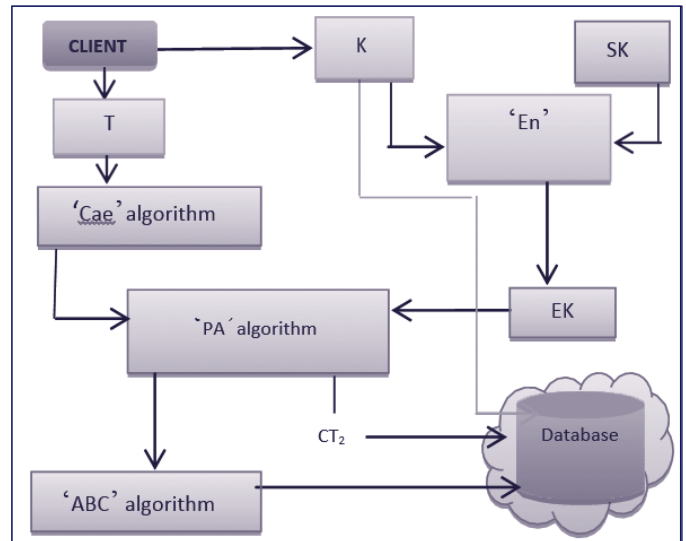 CLIENT
K
SK
T
‘En’
‘Cae’ algorithm
`PA´ algorithm
EK
CT₂
Database
‘ABC’ algorithm